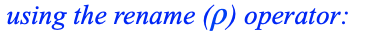 using the rename (ρ) operator: